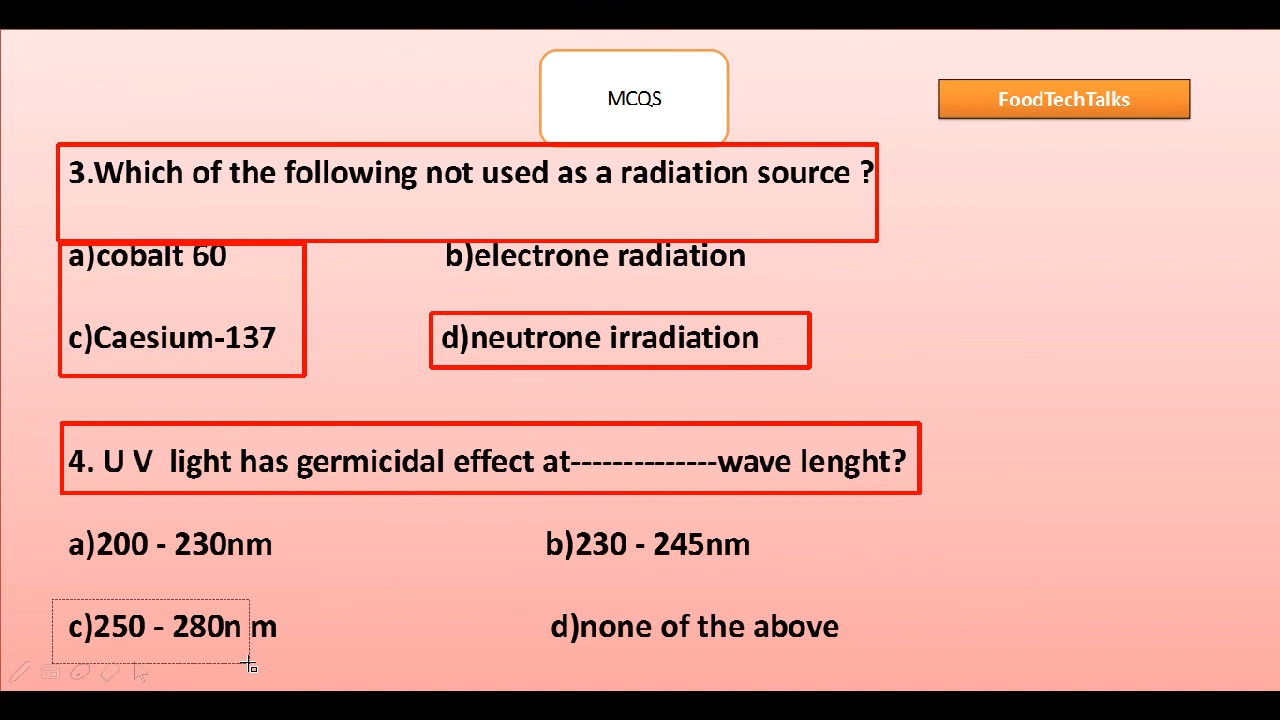 MCQS
FoodTechTalks
3.Which of the following not used as a radiation source ?
a)cobalt 60 b)electrone radiation
c)Caesium-137 d)neutrone irradiation
4. U V light has germicidal effect at--------------wave lenght?
a)200 - 230nm b)230 - 245nm
c)250 - 280n m d)none of the above